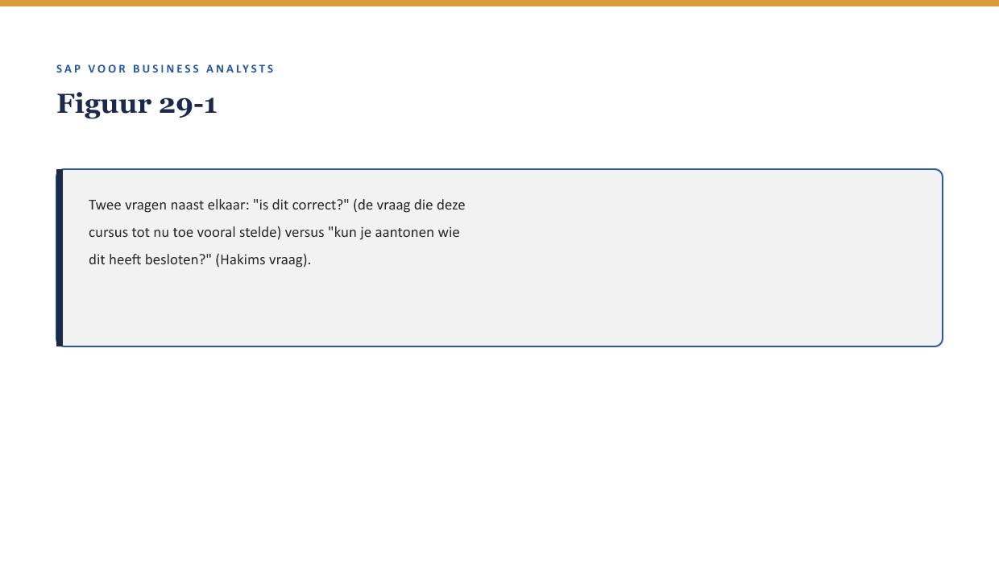 SAP VOOR BUSINESS ANALYSTS
Figuur 29-1
Twee vragen naast elkaar: "is dit correct?" (de vraag die deze
cursus tot nu toe vooral stelde) versus "kun je aantonen wie
dit heeft besloten?" (Hakims vraag).